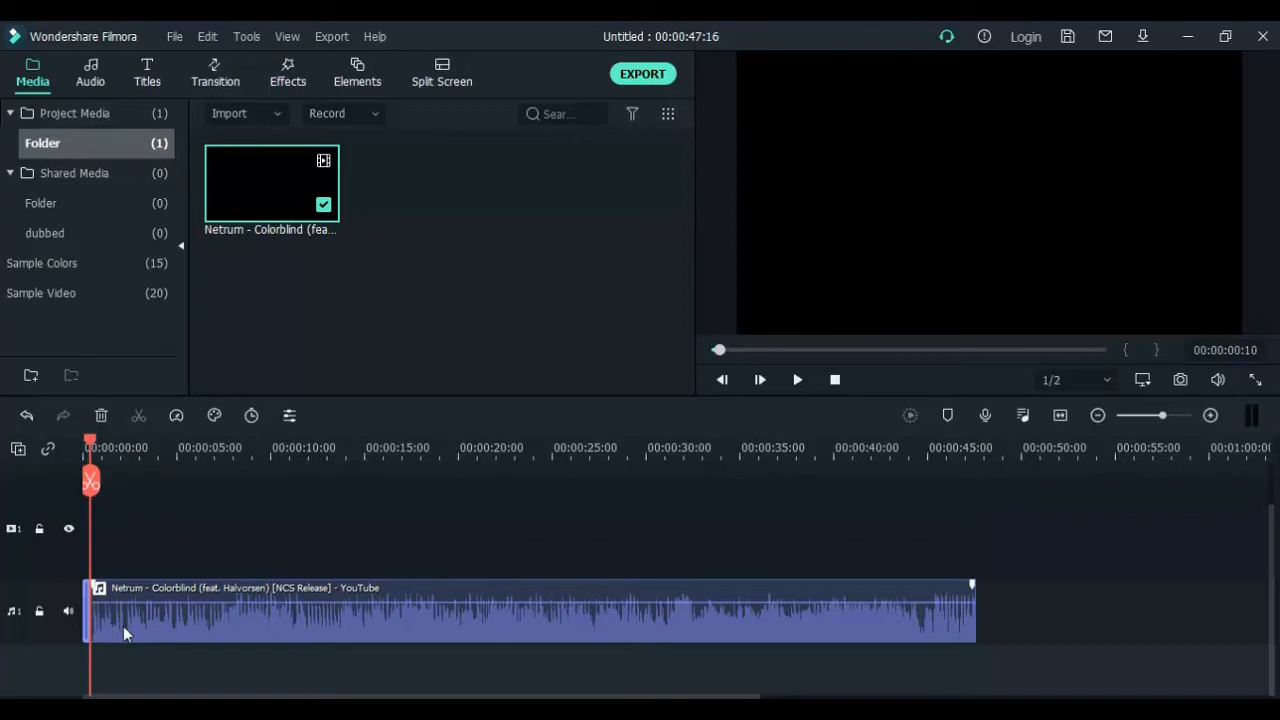 Wondershare Filmora File Edit Tools View Export Help Untitled : 00:00:47:16 Login
Media Audio Titles Transition Effects Elements Split Screen EXPORT
Project Media (1) Import Record Sear...
Folder (1)
Shared Media (0)
Folder (0)
Netrum - Colorblind (fea...
dubbed (0)
Sample Colors (15)
Sample Video (20)
{ } 00:00:00:10
1/2
00:00:00:00 00:00:05:00 00:00:10:00 00:00:15:00 00:00:20:00 00:00:25:00 00:00:30:00 00:00:35:00 00:00:40:00 00:00:45:00 00:00:50:00 00:00:55:00 00:01:00:00
1
Netrum - Colorblind (feat. Halvorsen) [NCS Release] - YouTube
1